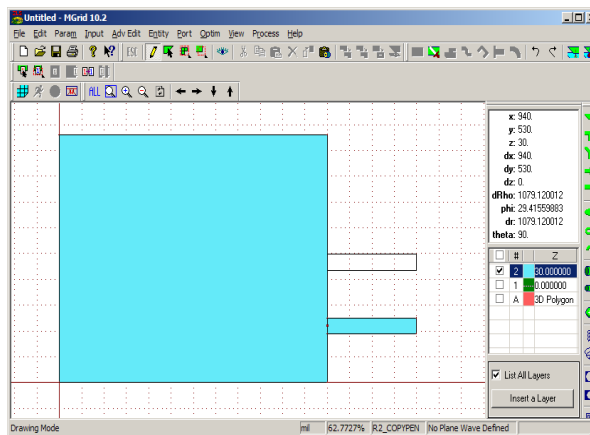 Untitled - MGrid 10.2
File Edit Param Input Adv Edit Entity Port Optim View Process Help
ESC
ALL
x: 940.
y: 530.
z: 30.
dx: 940.
dy: 530.
dz: 0.
dRho: 1079.120012
phi: 29.41559883
dr: 1079.120012
theta: 90.
# Z
2 30.000000
1 0.000000
A 3D Polygon
List All Layers
Insert a Layer
Drawing Mode mil 62.7727% R2_COPYPEN No Plane Wave Defined